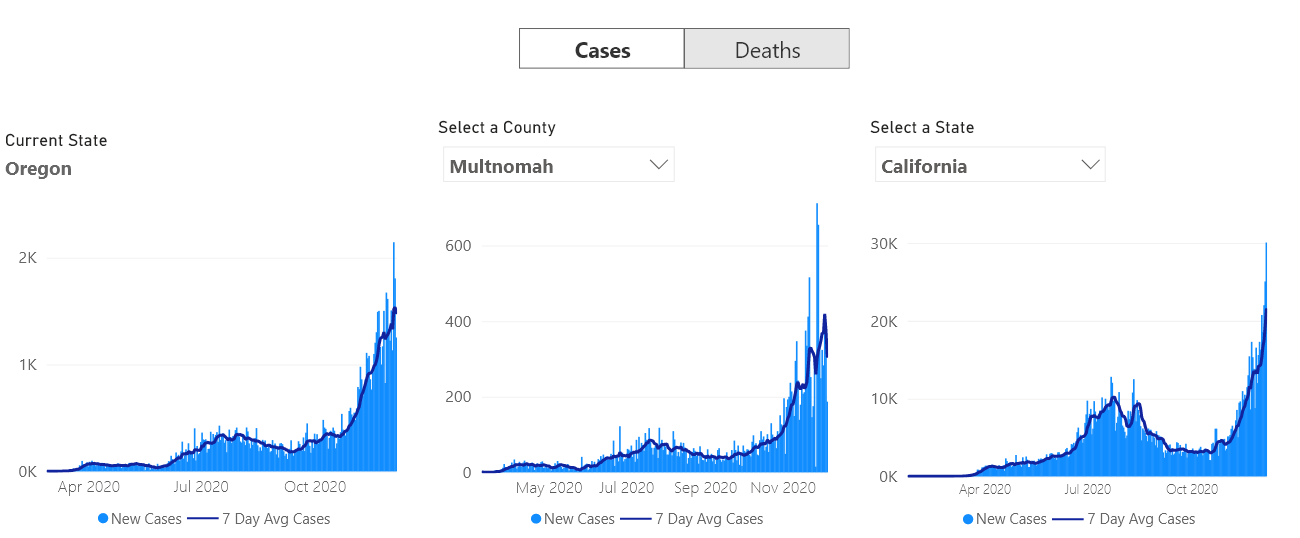 Cases Deaths
Current State
Oregon
2K
1K
0K
Apr 2020 Jul 2020 Oct 2020
New Cases 7 Day Avg Cases
Select a County
Multnomah
600
400
200
0
May 2020 Jul 2020 Sep 2020 Nov 2020
New Cases 7 Day Avg Cases
Select a State
California
30K
20K
10K
0K
Apr 2020 Jul 2020 Oct 2020
New Cases 7 Day Avg Cases